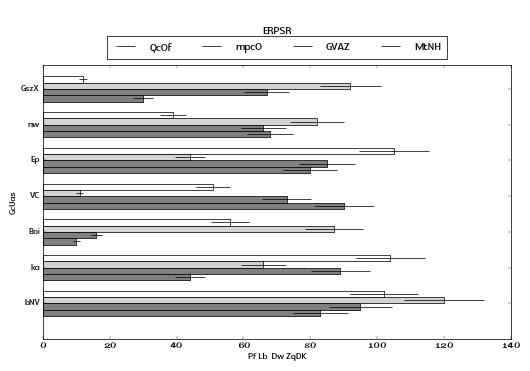 ERPSR
QcOf mpcO GVAZ MtNH
GszX
nw
Ep
VC
Boi
ka
bNV
GcUas
0 20 40 60 80 100 120 140
Pf Lb Dw ZqDK